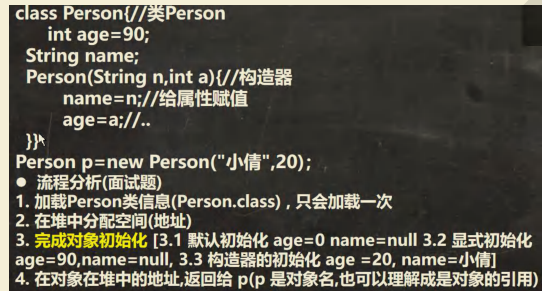 class Person{//类Person
int age=90;
String name;
Person(String n,int a){//构造器
name=n;//给属性赋值
age=a;//..
}}
Person p=new Person("小倩",20);
● 流程分析(面试题)
1. 加载Person类信息(Person.class)，只会加载一次
2. 在堆中分配空间(地址)
3. 完成对象初始化 [3.1 默认初始化 age=0 name=null 3.2 显式初始化
age=90,name=null, 3.3 构造器的初始化 age =20, name=小倩]
4. 在对象在堆中的地址,返回给 p(p 是对象名,也可以理解成是对象的引用)